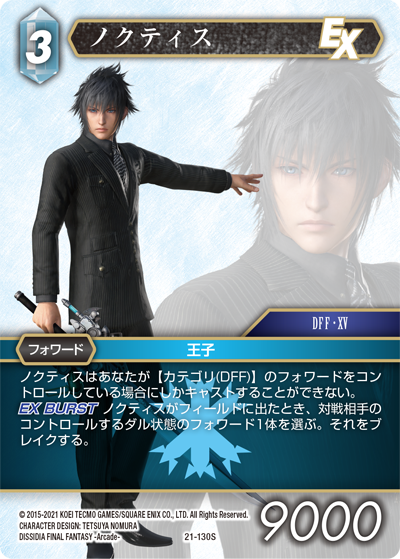 3
ノクティス
EX
DFF・XV
フォワード
王子
ノクティスはあなたが【カテゴリ(DFF)】のフォワードをコント
ロールしている場合にしかキャストすることができない。
EX BURST ノクティスがフィールドに出たとき、対戦相手の
コントロールするダル状態のフォワード1体を選ぶ。それをブ
レイクする。
© 2015-2021 KOEI TECMO GAMES/SQUARE ENIX CO., LTD. All Rights Reserved.
CHARACTER DESIGN: TETSUYA NOMURA
DISSIDIA FINAL FANTASY -Arcade-
21-130S
9000